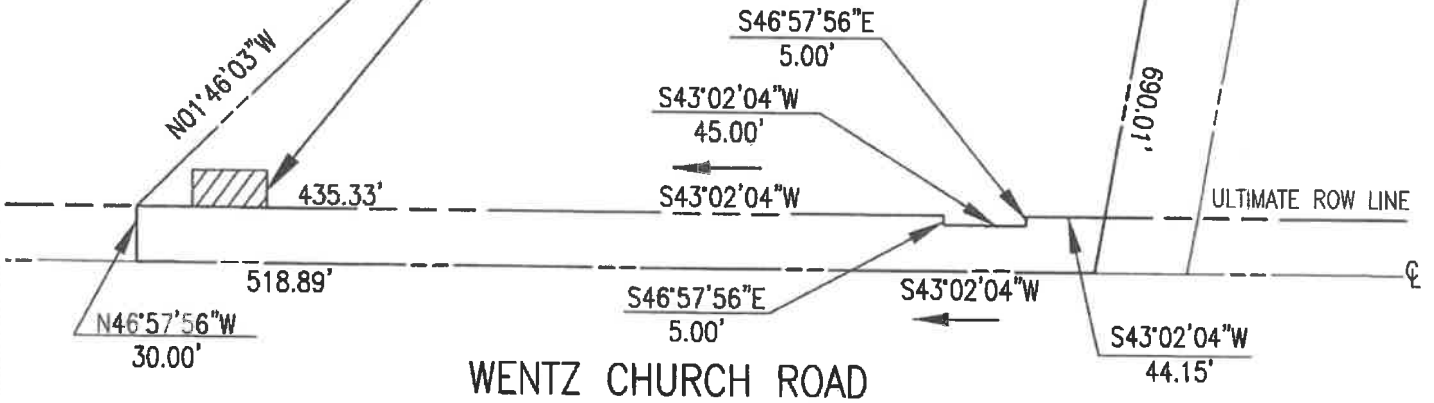 S46°57'56"E
5.00'
N01°46'03"W
690.01'
S43°02'04"W
45.00'
435.33'
S43°02'04"W
ULTIMATE ROW LINE
518.89'
S46°57'56"E
5.00'
S43°02'04"W
℄
N46°57'56"W
30.00'
S43°02'04"W
44.15'
WENTZ CHURCH ROAD